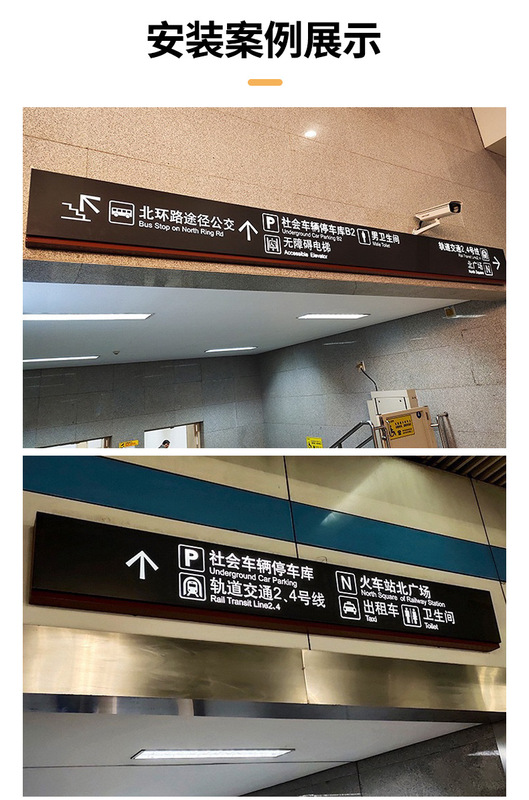 安装案例展示
北环路途径公交
Bus Stop on North Ring Rd
P 社会车辆停车库B2
Underground Car Parking B2
无障碍电梯
Accessible Elevator
男卫生间
Male Toilet
轨道交通2.4号线
北广场 N
North Square
P 社会车辆停车库
Underground Car Parking
轨道交通2.4号线
Rail Transit Line2.4
N 火车站北广场
North Square of Railway Station
出租车
Taxi
卫生间
Toilet